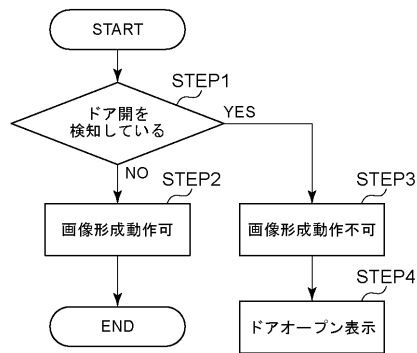 START
STEP1
ドア開を
検知している
YES
NO
STEP2
STEP3
画像形成動作可
画像形成動作不可
STEP4
END
ドアオープン表示